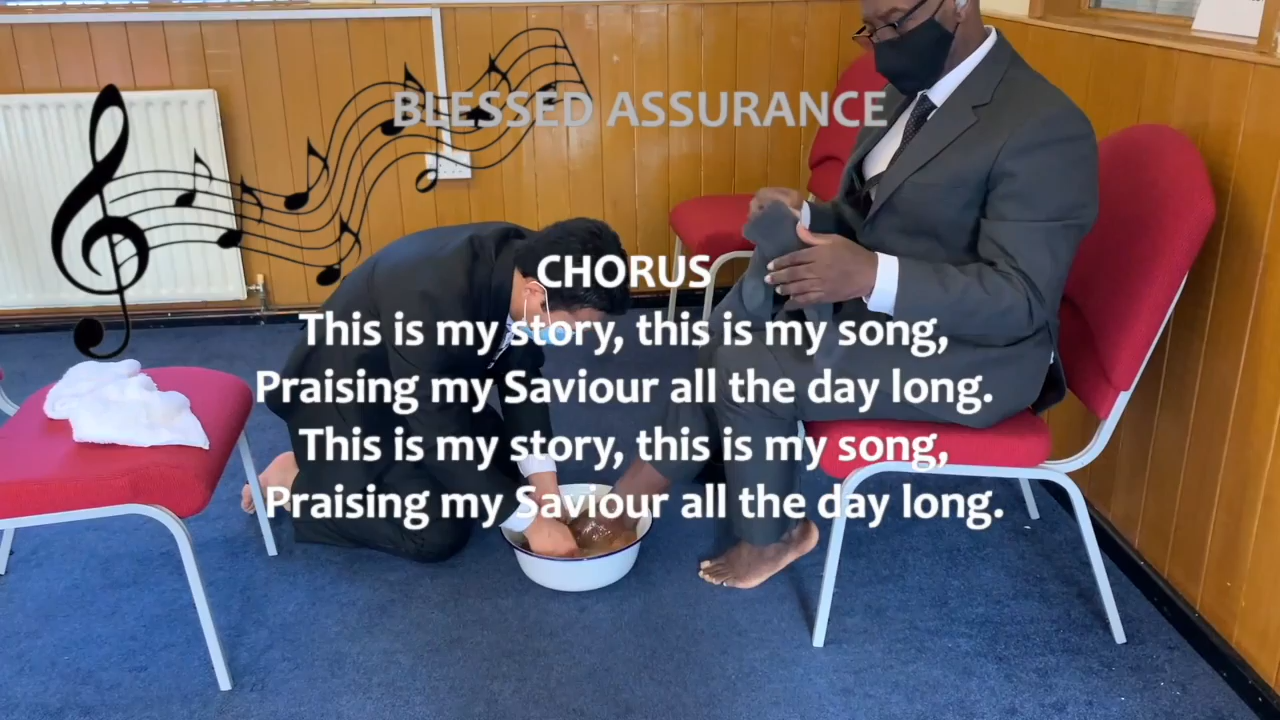 BLESSED ASSURANCE
CHORUS
This is my story, this is my song,
Praising my Saviour all the day long.
This is my story, this is my song,
Praising my Saviour all the day long.